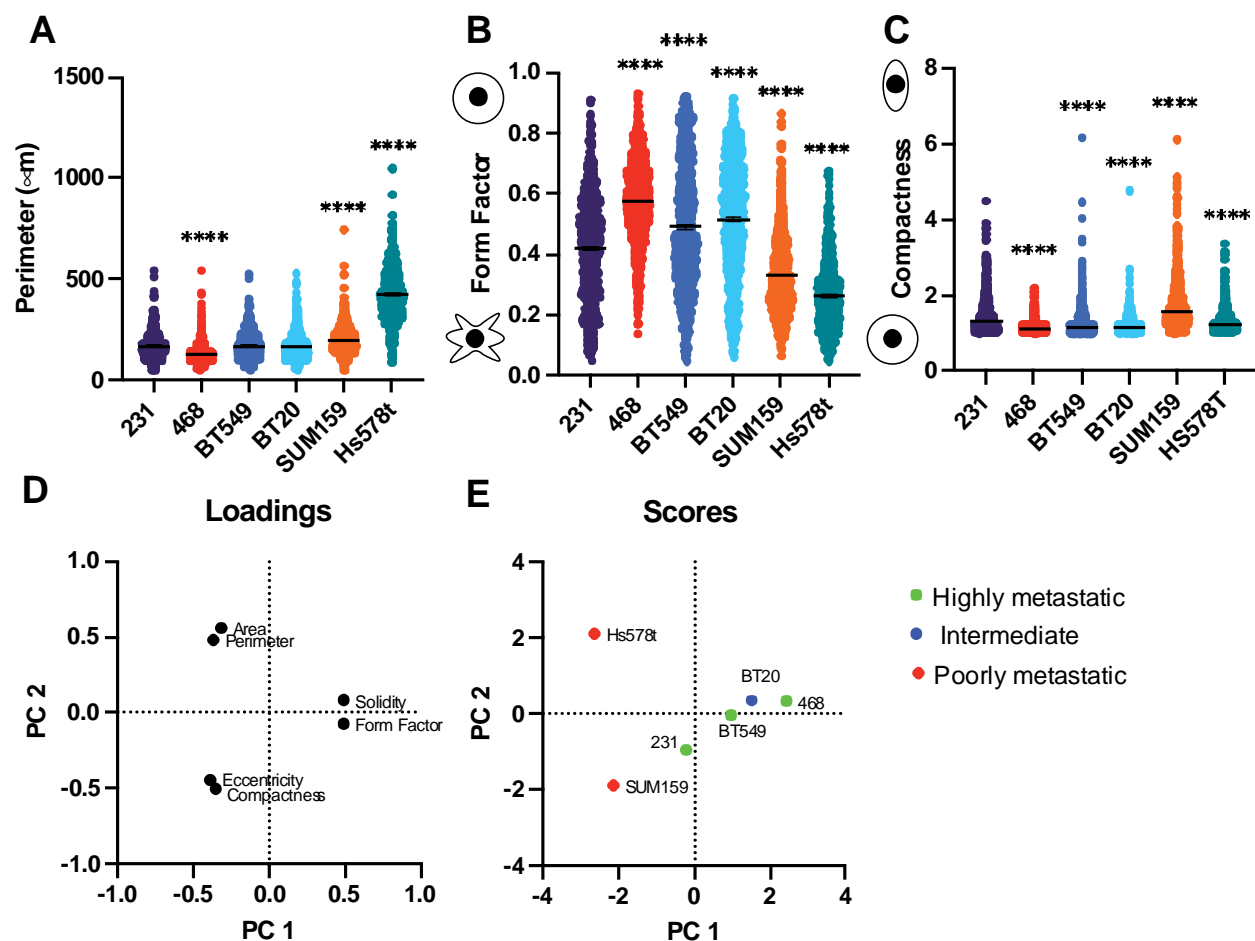 A
Perimeter (∝m)
1500
1000
500
0
****
****
****
231
468
BT549
BT20
SUM159
Hs578t
B
Form Factor
1.0
0.8
0.6
0.4
0.2
0.0
****
****
****
****
****
231
468
BT549
BT20
SUM159
Hs578t
C
Compactness
8
6
4
2
0
****
****
****
****
****
231
468
BT549
BT20
SUM159
HS578T
D
Loadings
PC 2
1.0
0.5
0.0
-0.5
-1.0
Area
Perimeter
Solidity
Form Factor
Eccentricity
Compactness
-1.0
-0.5
0.0
0.5
1.0
PC 1
E
Scores
PC 2
4
2
0
-2
-4
Hs578t
BT20
468
BT549
231
SUM159
-4
-2
0
2
4
PC 1
Highly metastatic
Intermediate
Poorly metastatic